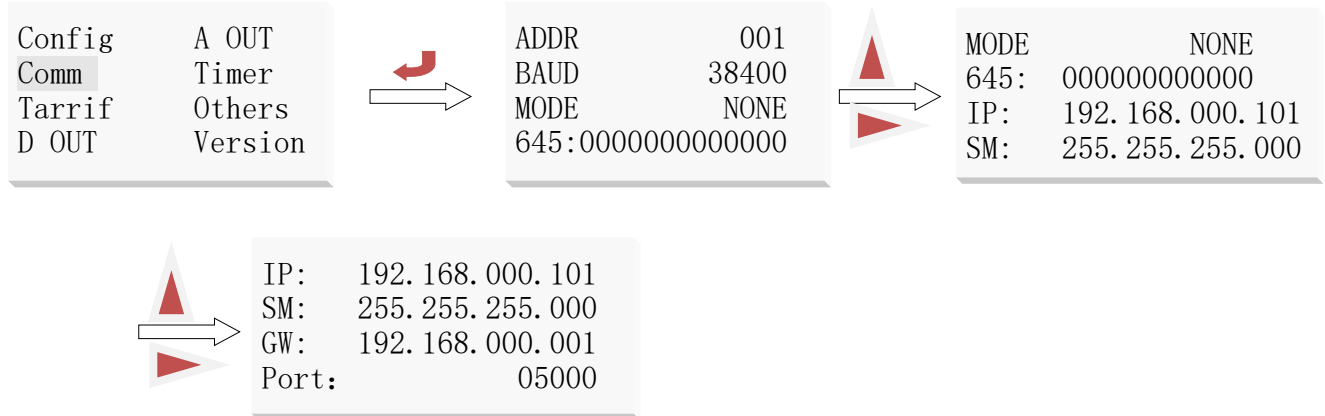 Config A OUT
Comm Timer
Tarrif Others
D OUT Version
ADDR 001
BAUD 38400
MODE NONE
645:0000000000000
MODE NONE
645: 000000000000
IP: 192.168.000.101
SM: 255.255.255.000
IP: 192.168.000.101
SM: 255.255.255.000
GW: 192.168.000.001
Port： 05000